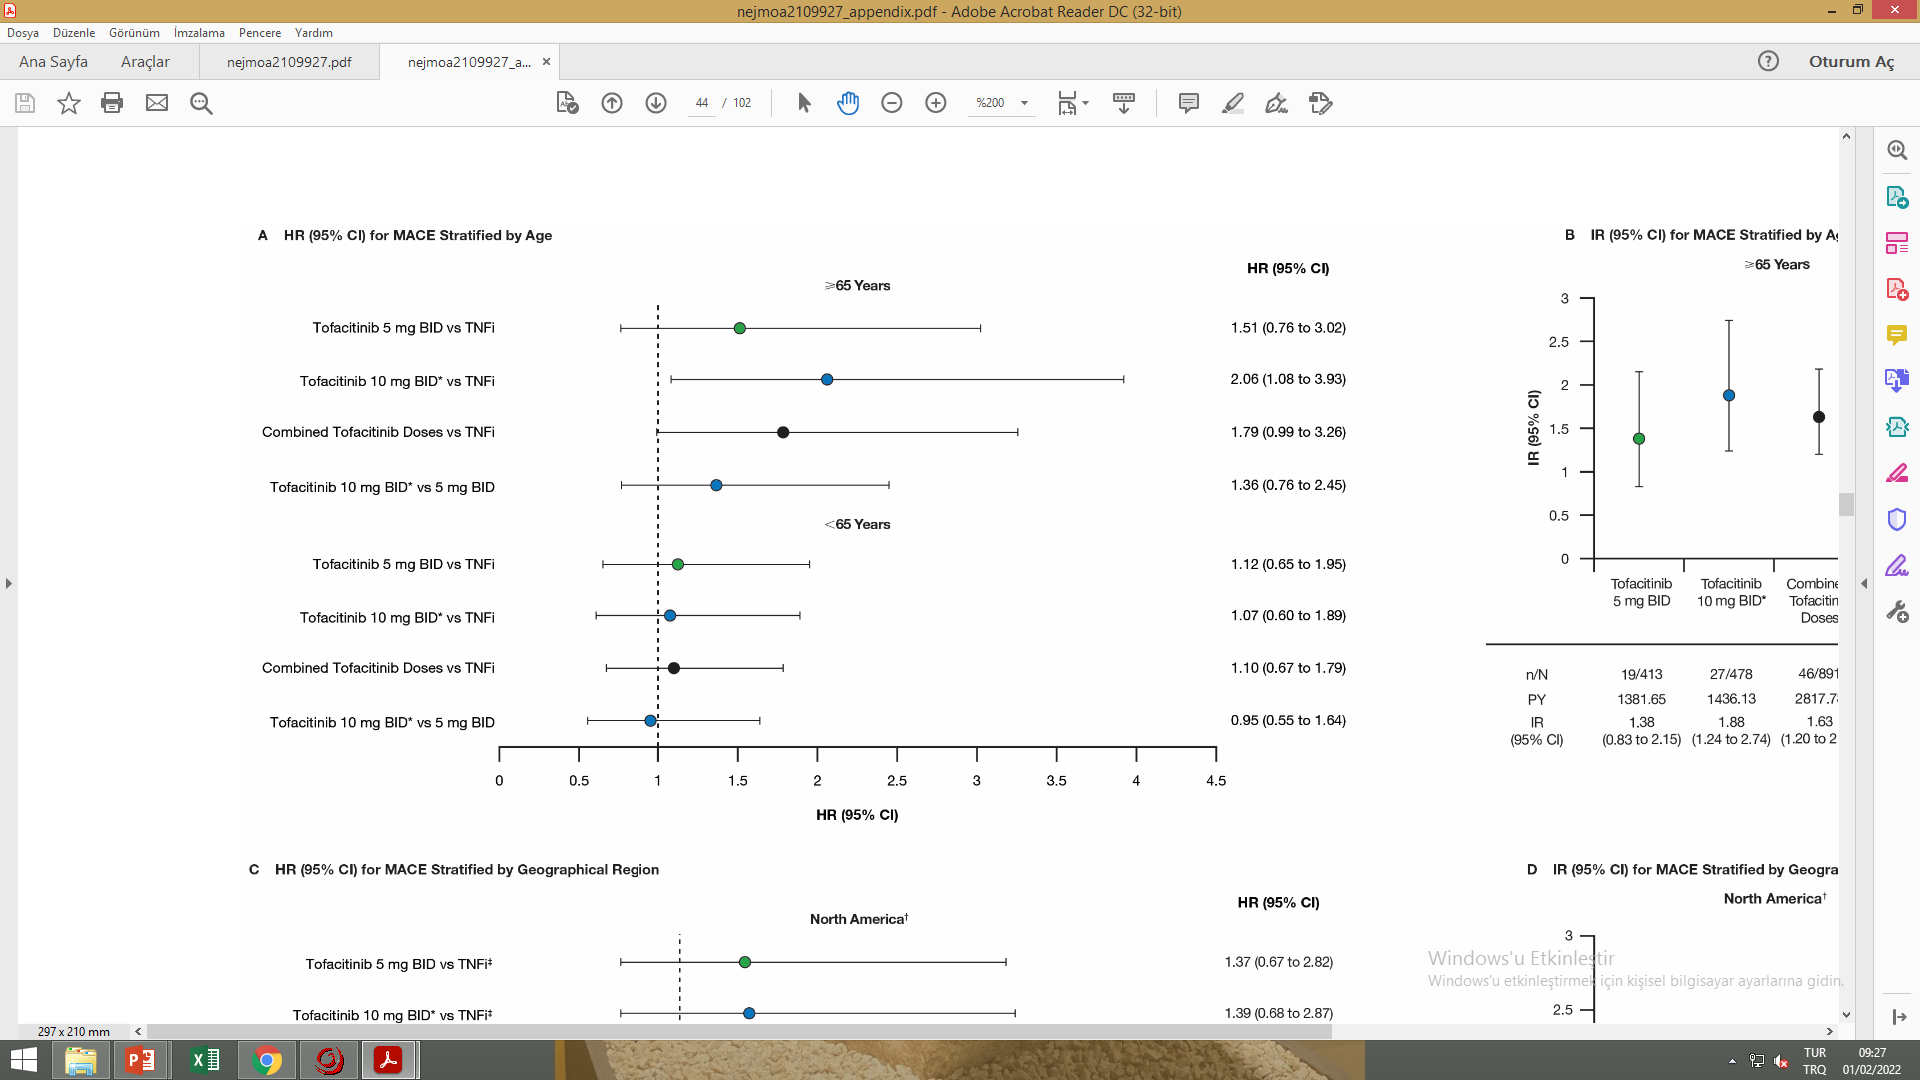 nejmoa2109927_appendix.pdf - Adobe Acrobat Reader DC (32-bit)
Dosya Düzenle Görünüm İmzalama Pencere Yardım
Ana Sayfa Araçlar nejmoa2109927.pdf nejmoa2109927_a... × Oturum Aç
44 / 102 %200
A HR (95% CI) for MACE Stratified by Age
HR (95% CI)
≥65 Years
Tofacitinib 5 mg BID vs TNFi 1.51 (0.76 to 3.02)
Tofacitinib 10 mg BID* vs TNFi 2.06 (1.08 to 3.93)
Combined Tofacitinib Doses vs TNFi 1.79 (0.99 to 3.26)
Tofacitinib 10 mg BID* vs 5 mg BID 1.36 (0.76 to 2.45)
<65 Years
Tofacitinib 5 mg BID vs TNFi 1.12 (0.65 to 1.95)
Tofacitinib 10 mg BID* vs TNFi 1.07 (0.60 to 1.89)
Combined Tofacitinib Doses vs TNFi 1.10 (0.67 to 1.79)
Tofacitinib 10 mg BID* vs 5 mg BID 0.95 (0.55 to 1.64)
0 0.5 1 1.5 2 2.5 3 3.5 4 4.5
HR (95% CI)
B IR (95% CI) for MACE Stratified by
≥65 Years
IR (95% CI)
3
2.5
2
1.5
1
0.5
0
Tofacitinib 5 mg BID
Tofacitinib 10 mg BID*
Combine
Tofacitin
Doses
n/N 19/413 27/478 46/891
PY 1381.65 1436.13 2817.7
IR 1.38 1.88 1.63
(95% CI) (0.83 to 2.15) (1.24 to 2.74) (1.20 to 2
C HR (95% CI) for MACE Stratified by Geographical Region
HR (95% CI)
North America†
Tofacitinib 5 mg BID vs TNFi‡ 1.37 (0.67 to 2.82)
Tofacitinib 10 mg BID* vs TNFi‡ 1.39 (0.68 to 2.87)
D IR (95% CI) for MACE Stratified by Geogra
North America†
3
2.5
Windows'u Etkinleştir
Windows'u etkinleştirmek için kişisel bilgisayar ayarlarına gidin.
297 x 210 mm
TUR
TRQ
09:27
01/02/2022